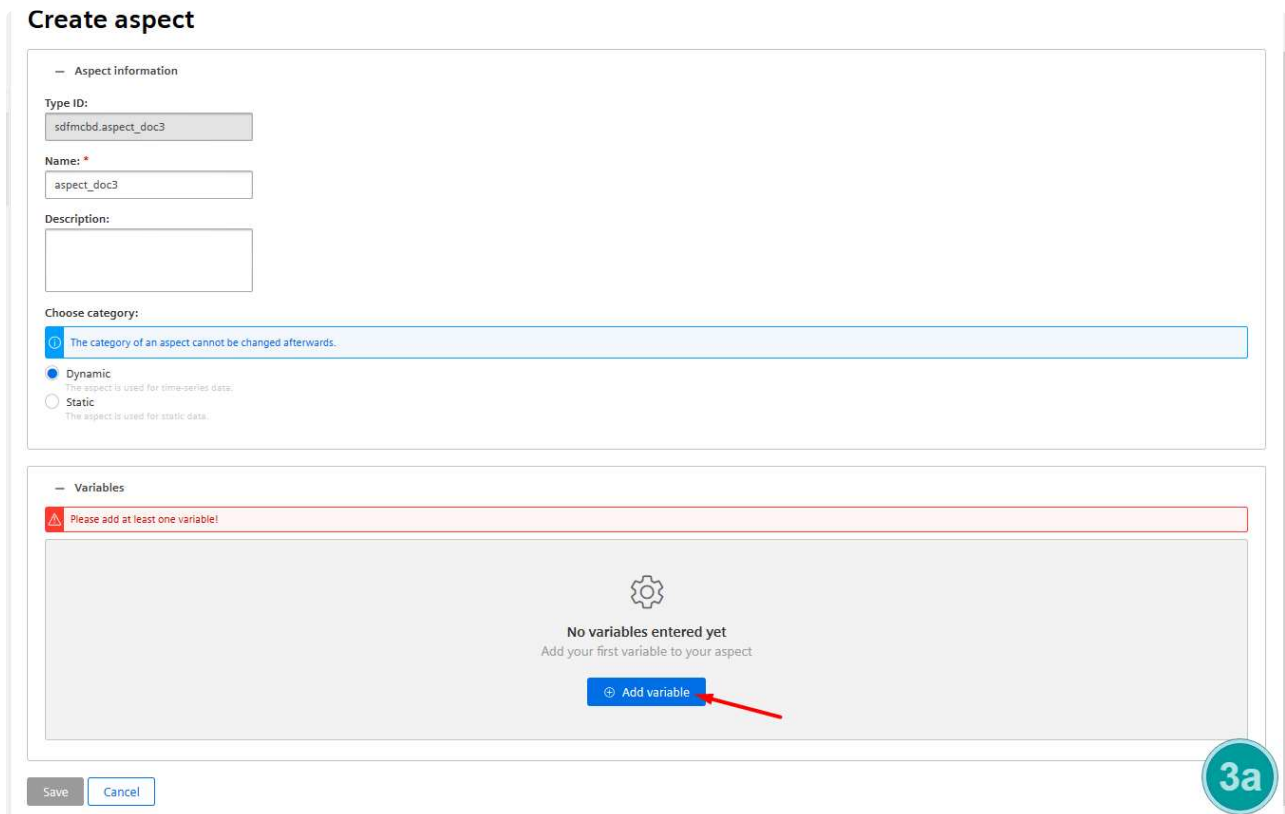 Create aspect
Aspect information
Type ID:
sdfmcbd.aspect_doc3
Name: *
aspect_doc3
Description:
Choose category:
The category of an aspect cannot be changed afterwards.
Dynamic
The aspect is used for time-series data.
Static
The aspect is used for static data.
Variables
Please add at least one variable!
No variables entered yet
Add your first variable to your aspect
Add variable
Save Cancel
3a